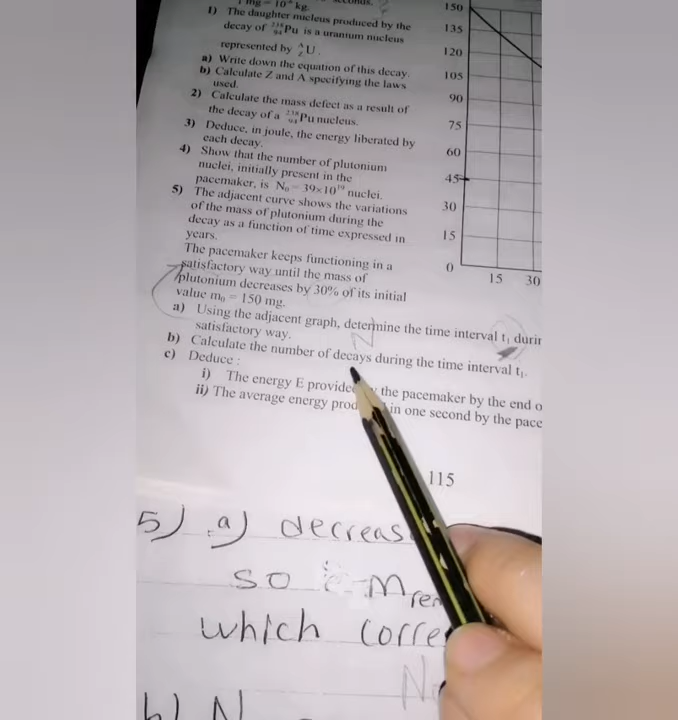 1 mg = 10⁻⁶ kg.
1) The daughter nucleus produced by the
decay of ²³⁸₉₄Pu is a uranium nucleus
represented by ᴬ_Z U.
a) Write down the equation of this decay.
b) Calculate Z and A specifying the laws
used.
2) Calculate the mass defect as a result of
the decay of a ²³⁸₉₄Pu nucleus.
3) Deduce, in joule, the energy liberated by
each decay.
4) Show that the number of plutonium
nuclei, initially present in the
pacemaker, is N₀ = 39×10¹⁹ nuclei.
5) The adjacent curve shows the variations
of the mass of plutonium during the
decay as a function of time expressed in
years.
The pacemaker keeps functioning in a
satisfactory way until the mass of
plutonium decreases by 30% of its initial
value m₀ = 150 mg.
a) Using the adjacent graph, determine the time interval t₁ durin
satisfactory way.
N
b) Calculate the number of decays during the time interval t₁.
c) Deduce :
i) The energy E provide the pacemaker by the end o
ii) The average energy prod in one second by the pace
150
135
120
105
90
75
60
45
30
15
0
15 30
115
5) a) decreas
so m rem
which corre
N
b) N